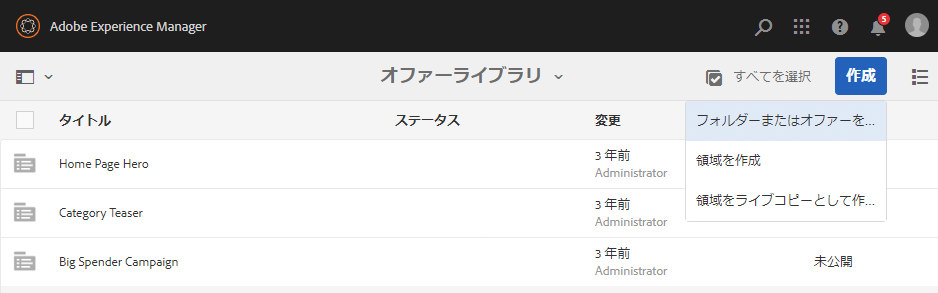 Adobe Experience Manager
5
オファーライブラリ
すべてを選択
作成
タイトル
ステータス
変更
フォルダーまたはオファーを...
領域を作成
領域をライブコピーとして作...
Home Page Hero
3 年前
Administrator
Category Teaser
3 年前
Administrator
Big Spender Campaign
3 年前
Administrator
未公開